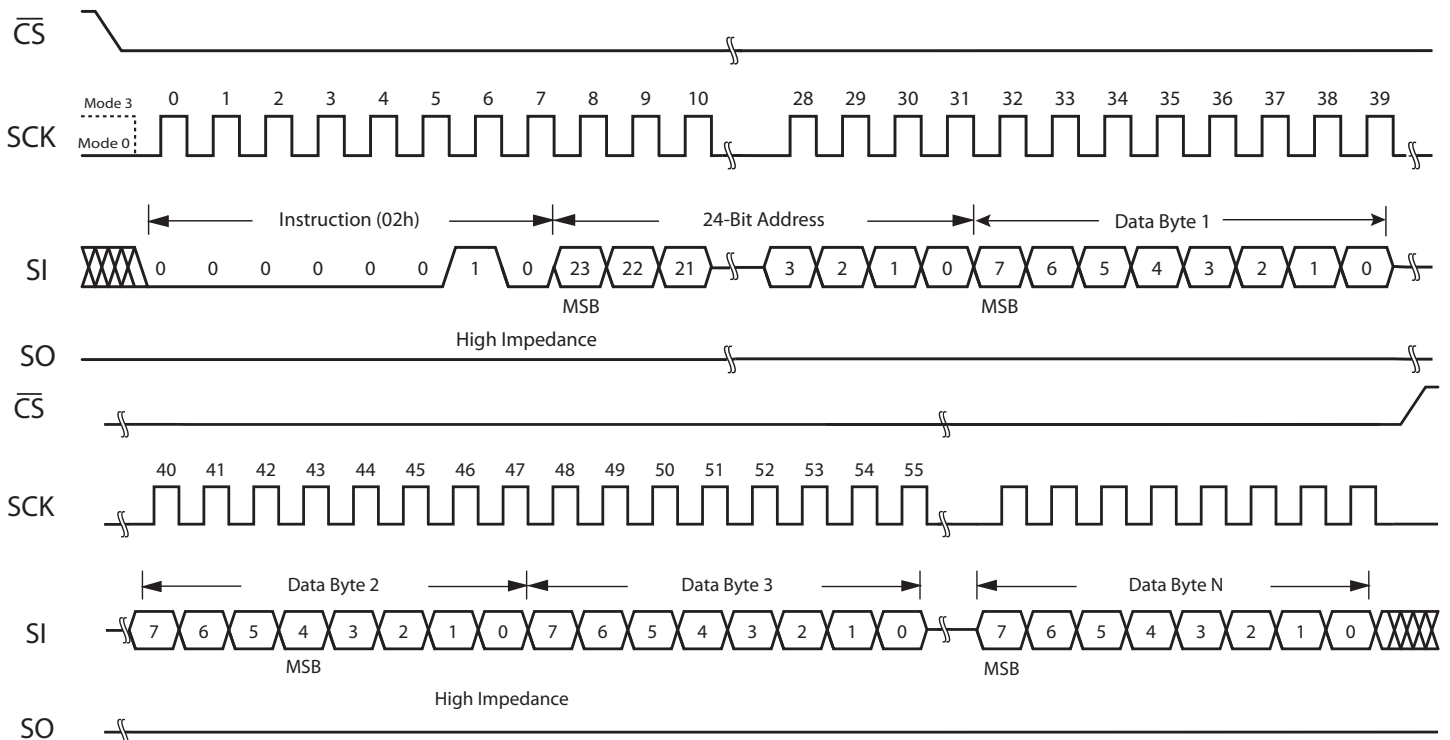 CS
Mode 3
Mode 0
SCK
0 1 2 3 4 5 6 7 8 9 10 28 29 30 31 32 33 34 35 36 37 38 39
Instruction (02h) 24-Bit Address Data Byte 1
SI
0 0 0 0 0 0 1 0 23 22 21 3 2 1 0 7 6 5 4 3 2 1 0
MSB MSB
High Impedance
SO
CS
40 41 42 43 44 45 46 47 48 49 50 51 52 53 54 55
SCK
Data Byte 2 Data Byte 3 Data Byte N
SI
7 6 5 4 3 2 1 0 7 6 5 4 3 2 1 0 7 6 5 4 3 2 1 0
MSB MSB
High Impedance
SO